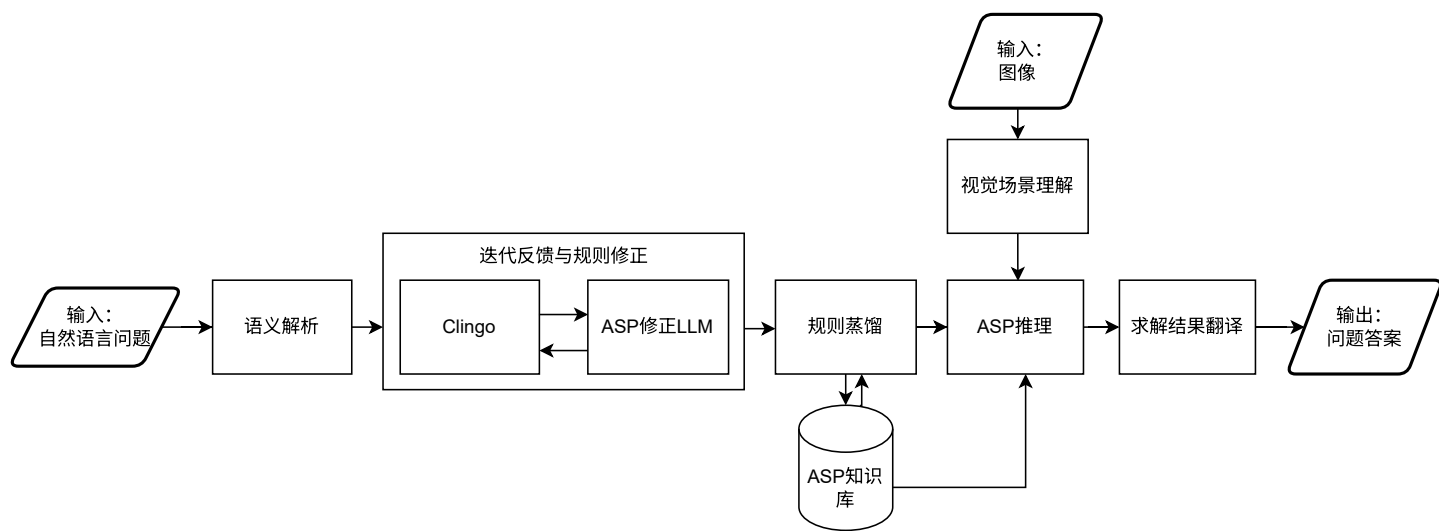 输入：
图像
视觉场景理解
迭代反馈与规则修正
输入：
自然语言问题
语义解析
Clingo
ASP修正LLM
规则蒸馏
ASP推理
求解结果翻译
输出：
问题答案
ASP知识
库